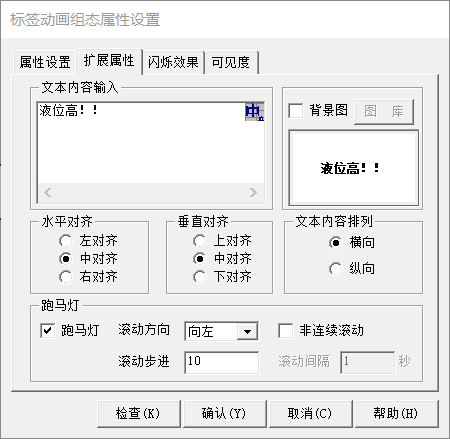 标签动画组态属性设置
属性设置 扩展属性 闪烁效果 可见度
文本内容输入
液位高!!
中
背景图 图 库
液位高!!
水平对齐 垂直对齐 文本内容排列
左对齐 上对齐 横向
中对齐 中对齐
右对齐 下对齐 纵向
跑马灯
跑马灯 滚动方向 向左 非连续滚动
滚动步进 10 滚动间隔 1 秒
检查(K) 确认(Y) 取消(C) 帮助(H)